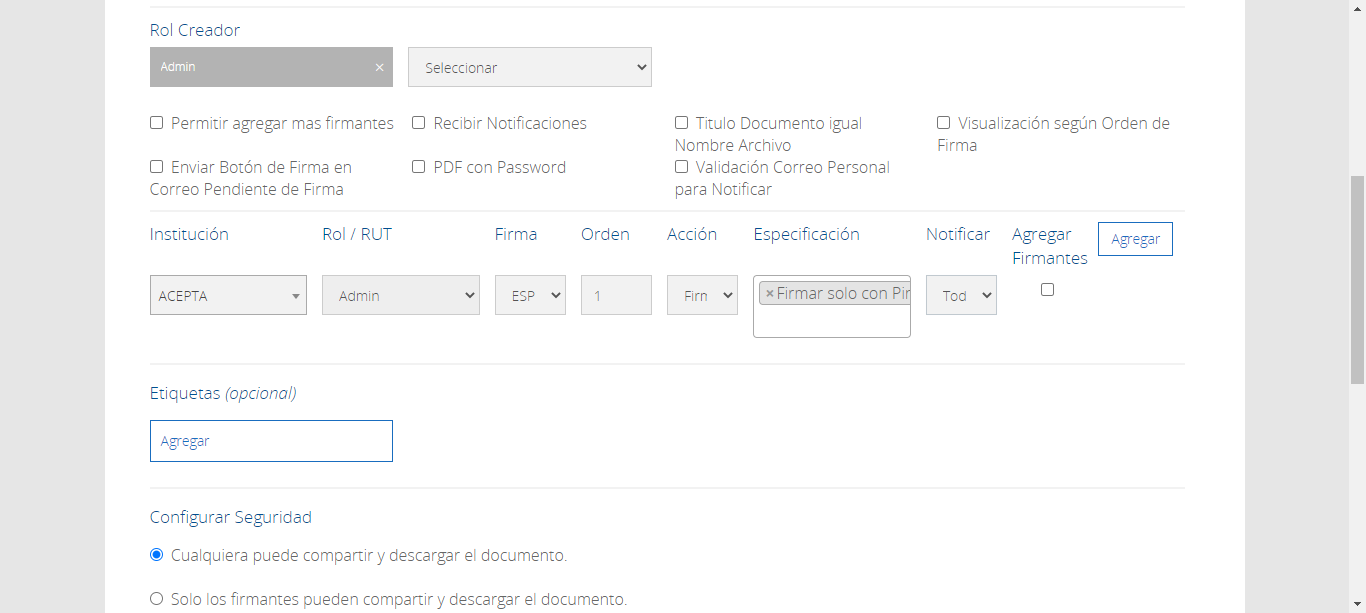 Rol Creador
Admin ×
Seleccionar
Permitir agregar mas firmantes
Recibir Notificaciones
Titulo Documento igual
Nombre Archivo
Visualización según Orden de
Firma
Enviar Botón de Firma en
Correo Pendiente de Firma
PDF con Password
Validación Correo Personal
para Notificar
Institución Rol / RUT Firma Orden Acción Especificación Notificar Agregar
Firmantes
Agregar
ACEPTA Admin ESP 1 Firn ×Firmar solo con Pin Tod
Etiquetas (opcional)
Agregar
Configurar Seguridad
Cualquiera puede compartir y descargar el documento.
Solo los firmantes pueden compartir y descargar el documento.